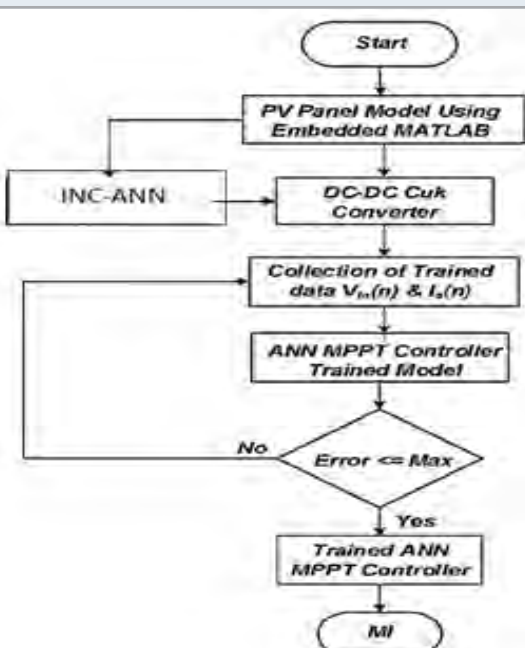 Start
PV Panel Model Using
Embedded MATLAB
INC-ANN
DC-DC Cuk
Converter
Collection of Trained
data Vin(n) & Is(n)
ANN MPPT Controller
Trained Model
No
Error <= Max
Yes
Trained ANN
MPPT Controller
MI